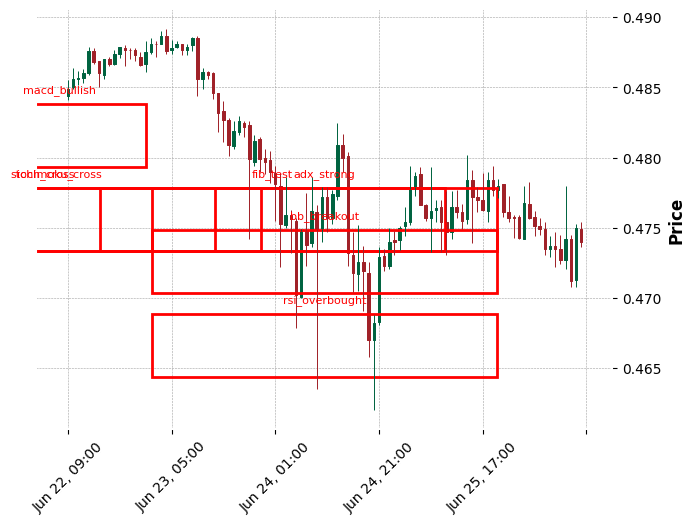 0.490
macd_bullish
0.485
0.480
fib_test adx_strong
0.475
0.470
rsi_overbought
0.465
Price
Jun 22, 09:00
Jun 23, 05:00
Jun 24, 01:00
Jun 24, 21:00
Jun 25, 17:00